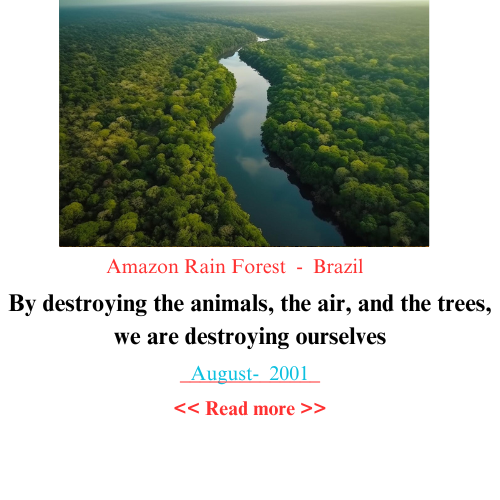 Amazon Rain Forest - Brazil
By destroying the animals, the air, and the trees,
we are destroying ourselves
August- 2001
<< Read more >>